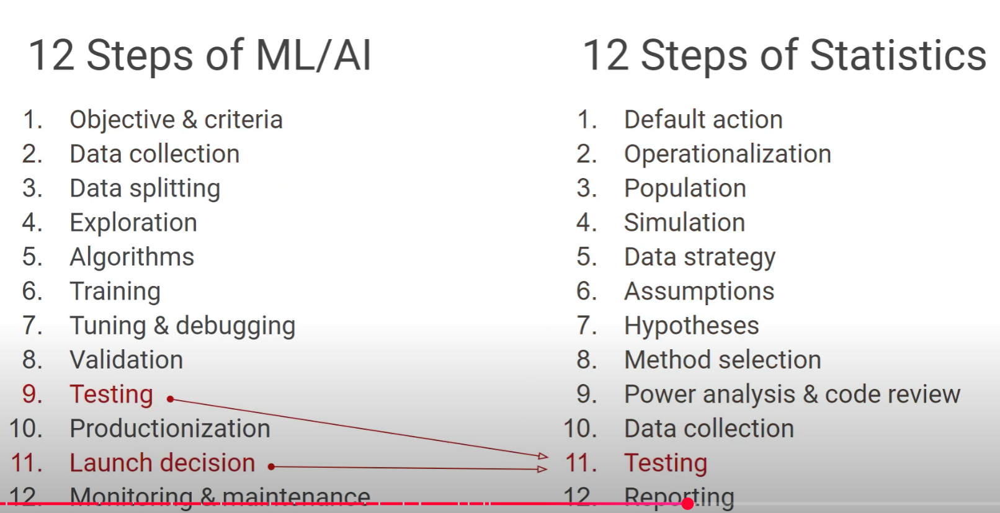 12 Steps of ML/AI
1. Objective & criteria
2. Data collection
3. Data splitting
4. Exploration
5. Algorithms
6. Training
7. Tuning & debugging
8. Validation
9. Testing
10. Productionization
11. Launch decision
12. Monitoring & maintenance
12 Steps of Statistics
1. Default action
2. Operationalization
3. Population
4. Simulation
5. Data strategy
6. Assumptions
7. Hypotheses
8. Method selection
9. Power analysis & code review
10. Data collection
11. Testing
12. Reporting